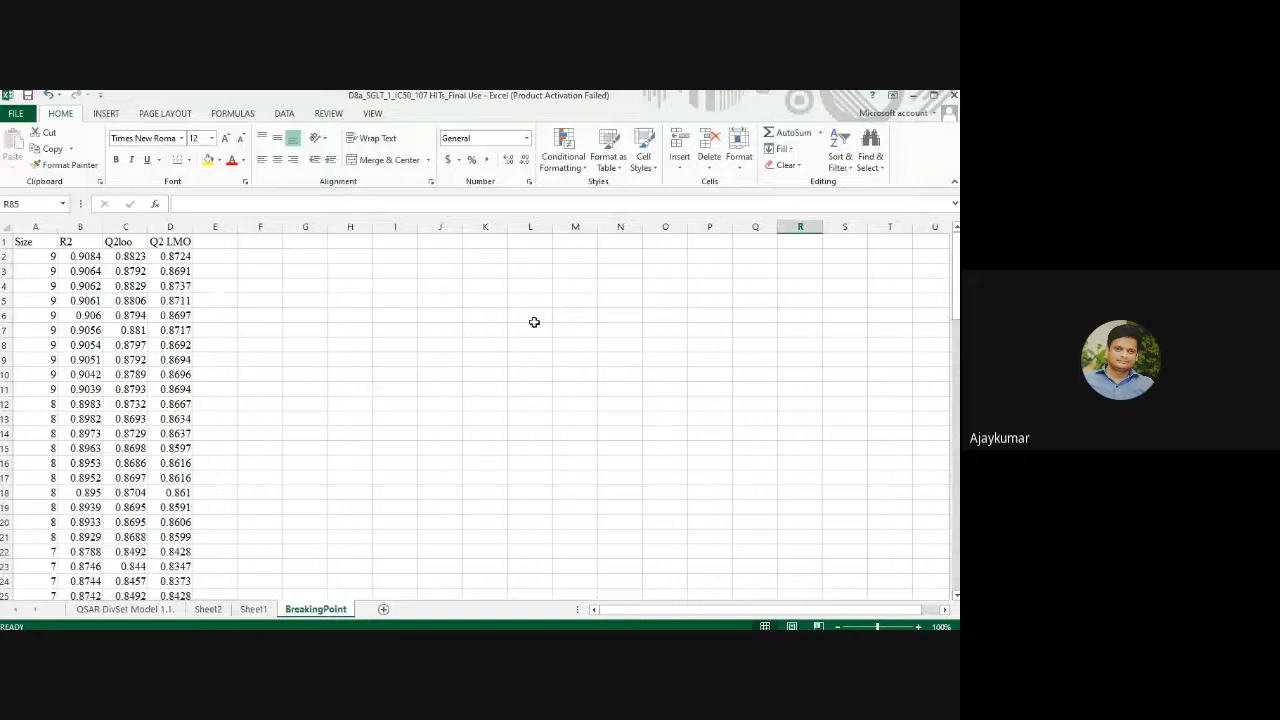 D8a_SGLT_1_IC50_107 HITs_Final Use - Excel (Product Activation Failed)
FILE HOME INSERT PAGE LAYOUT FORMULAS DATA REVIEW VIEW Microsoft account
Cut
Copy
Format Painter
Paste
Clipboard
Times New Roma 12
B I U
Font
Wrap Text
Merge & Center
Alignment
General
$ % ,
Number
Conditional Formatting
Format as Table
Cell Styles
Styles
Insert Delete Format
Cells
AutoSum
Fill
Clear
Sort & Filter
Find & Select
Editing
R85 fx
A B C D E F G H I J K L M N O P Q R S T U
1 Size R2 Q2loo Q2 LMO
2 9 0.9084 0.8823 0.8724
3 9 0.9064 0.8792 0.8691
4 9 0.9062 0.8829 0.8737
5 9 0.9061 0.8806 0.8711
6 9 0.906 0.8794 0.8697
7 9 0.9056 0.881 0.8717
8 9 0.9054 0.8797 0.8692
9 9 0.9051 0.8792 0.8694
10 9 0.9042 0.8789 0.8696
11 9 0.9039 0.8793 0.8694
12 8 0.8983 0.8732 0.8667
13 8 0.8982 0.8693 0.8634
14 8 0.8973 0.8729 0.8637
15 8 0.8963 0.8698 0.8597
16 8 0.8953 0.8686 0.8616
17 8 0.8952 0.8697 0.8616
18 8 0.895 0.8704 0.861
19 8 0.8939 0.8695 0.8591
20 8 0.8933 0.8695 0.8606
21 8 0.8929 0.8688 0.8599
22 7 0.8788 0.8492 0.8428
23 7 0.8746 0.844 0.8347
24 7 0.8744 0.8457 0.8373
25 7 0.8742 0.8492 0.8428
QSAR DivSet Model 1.1. Sheet2 Sheet1 BreakingPoint
READY 100%
Ajaykumar